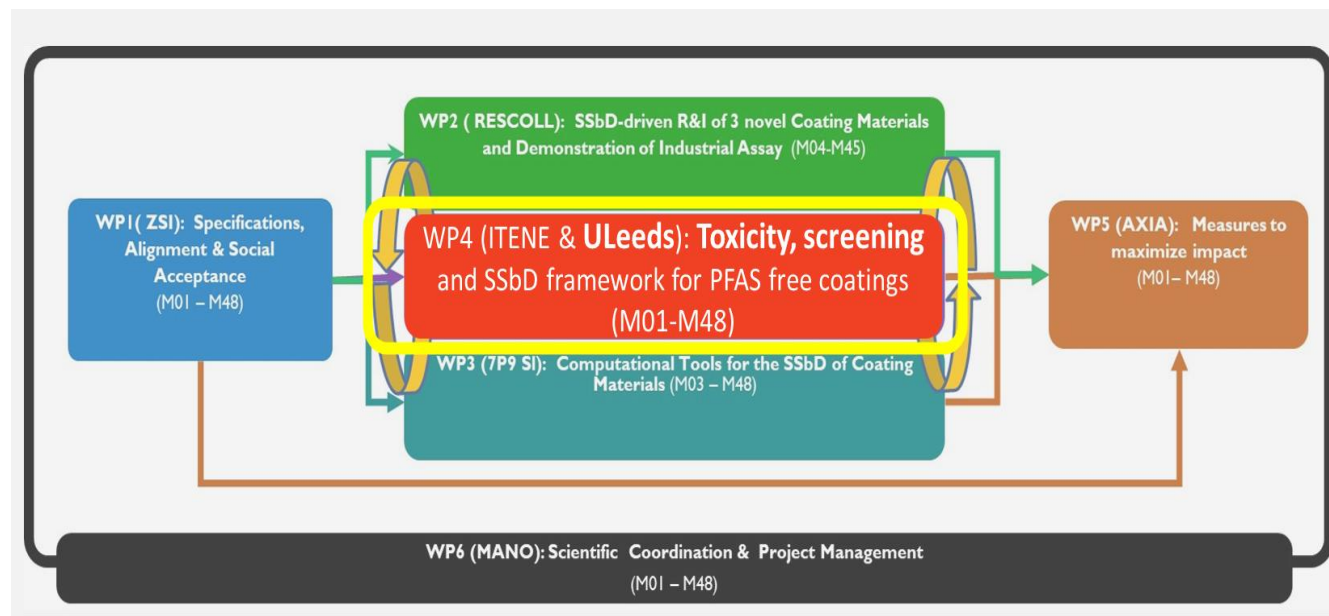 WP2 ( RESCOLL): SSbD-driven R&I of 3 novel Coating Materials
and Demonstration of Industrial Assay (M04-M45)
WP1( ZSI): Specifications,
Alignment & Social
Acceptance
(M01 – M48)
WP4 (ITENE & ULeeds): Toxicity, screening
and SSbD framework for PFAS free coatings
(M01-M48)
WP5 (AXIA): Measures to
maximize impact
(M01– M48)
WP3 (7P9 SI): Computational Tools for the SSbD of Coating
Materials (M03 – M48)
WP6 (MANO): Scientific Coordination & Project Management
(M01 – M48)